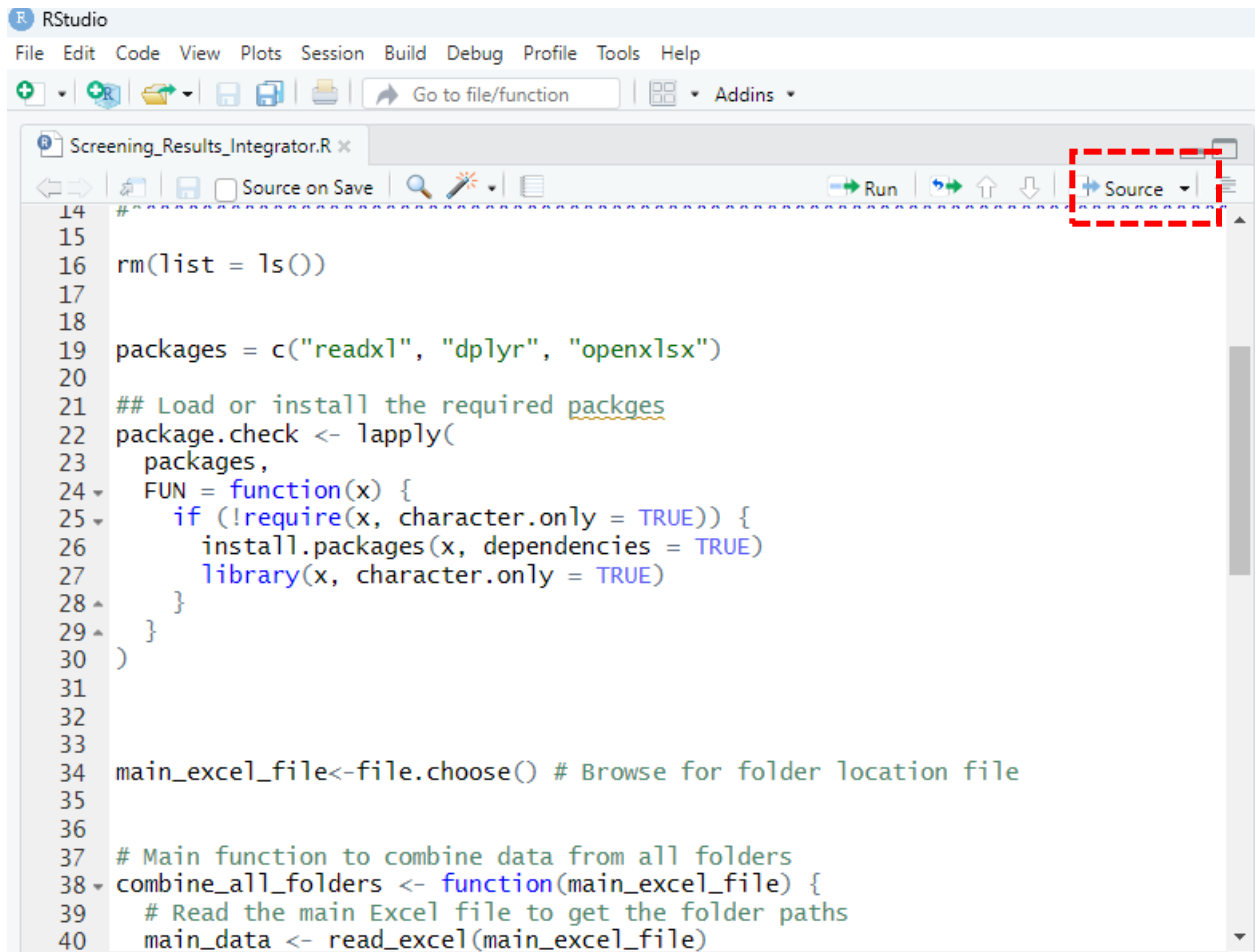 RStudio
File Edit Code View Plots Session Build Debug Profile Tools Help
Go to file/function Addins
Screening_Results_Integrator.R
Source on Save Run Source
14 #
15
16 rm(list = ls())
17
18
19 packages = c("readxl", "dplyr", "openxlsx")
20
21 ## Load or install the required packges
22 package.check <- lapply(
23   packages,
24   FUN = function(x) {
25     if (!require(x, character.only = TRUE)) {
26       install.packages(x, dependencies = TRUE)
27       library(x, character.only = TRUE)
28     }
29   }
30 )
31
32
33
34 main_excel_file<-file.choose() # Browse for folder location file
35
36
37 # Main function to combine data from all folders
38 combine_all_folders <- function(main_excel_file) {
39   # Read the main Excel file to get the folder paths
40   main_data <- read_excel(main_excel_file)